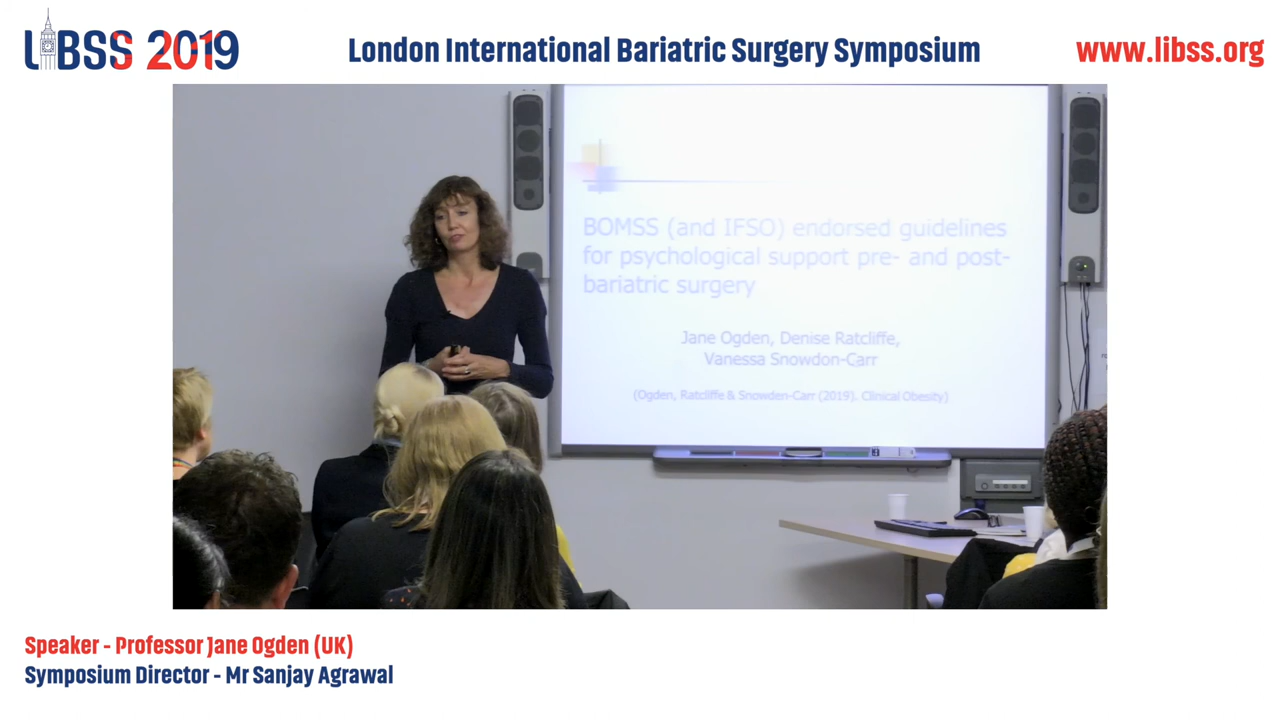 LIBSS 2019
London International Bariatric Surgery Symposium
www.libss.org
BOMSS (and IFSO) endorsed guidelines
for psychological support pre- and post-
bariatric surgery
Jane Ogden, Denise Ratcliffe,
Vanessa Snowdon-Carr
(Ogden, Ratcliffe & Snowden-Carr (2019). Clinical Obesity)
Speaker - Professor Jane Ogden (UK)
Symposium Director - Mr Sanjay Agrawal